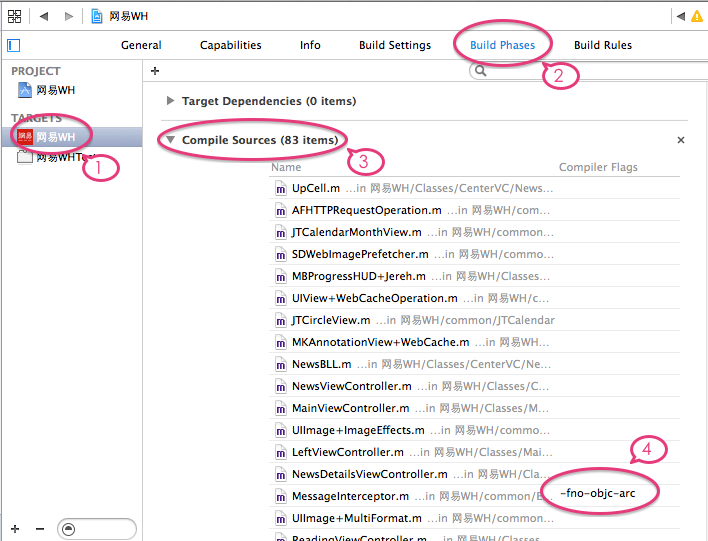 网易WH
General Capabilities Info Build Settings Build Phases Build Rules
2
PROJECT
网易WH
TARGETS
網易 网易WH
网易WHTes
1
Target Dependencies (0 items)
Compile Sources (83 items)
3
Name Compiler Flags
UpCell.m ...in 网易WH/Classes/CenterVC/News...
AFHTTPRequestOperation.m ...in 网易WH/com...
JTCalendarMonthView.m ...in 网易WH/common...
SDWebImagePrefetcher.m ...in 网易WH/comm...
MBProgressHUD+Jereh.m ...in 网易WH/Classes...
UIView+WebCacheOperation.m ...in 网易WH/c...
JTCircleView.m ...in 网易WH/common/JTCalendar
MKAnnotationView+WebCache.m ...in 网易WH...
NewsBLL.m ...in 网易WH/Classes/CenterVC/Ne...
NewsViewController.m ...in 网易WH/Classes/C...
MainViewController.m ...in 网易WH/Classes/M...
UIImage+ImageEffects.m ...in 网易WH/commo...
LeftViewController.m ...in 网易WH/Classes/Mai...
4
NewsDetailsViewController.m ...in 网易WH/Cla...
MessageInterceptor.m ...in 网易WH/common/E... -fno-objc-arc
UIImage+MultiFormat.m ...in 网易WH/commo...
ReadingViewController.m ...in 网易WH/Classes